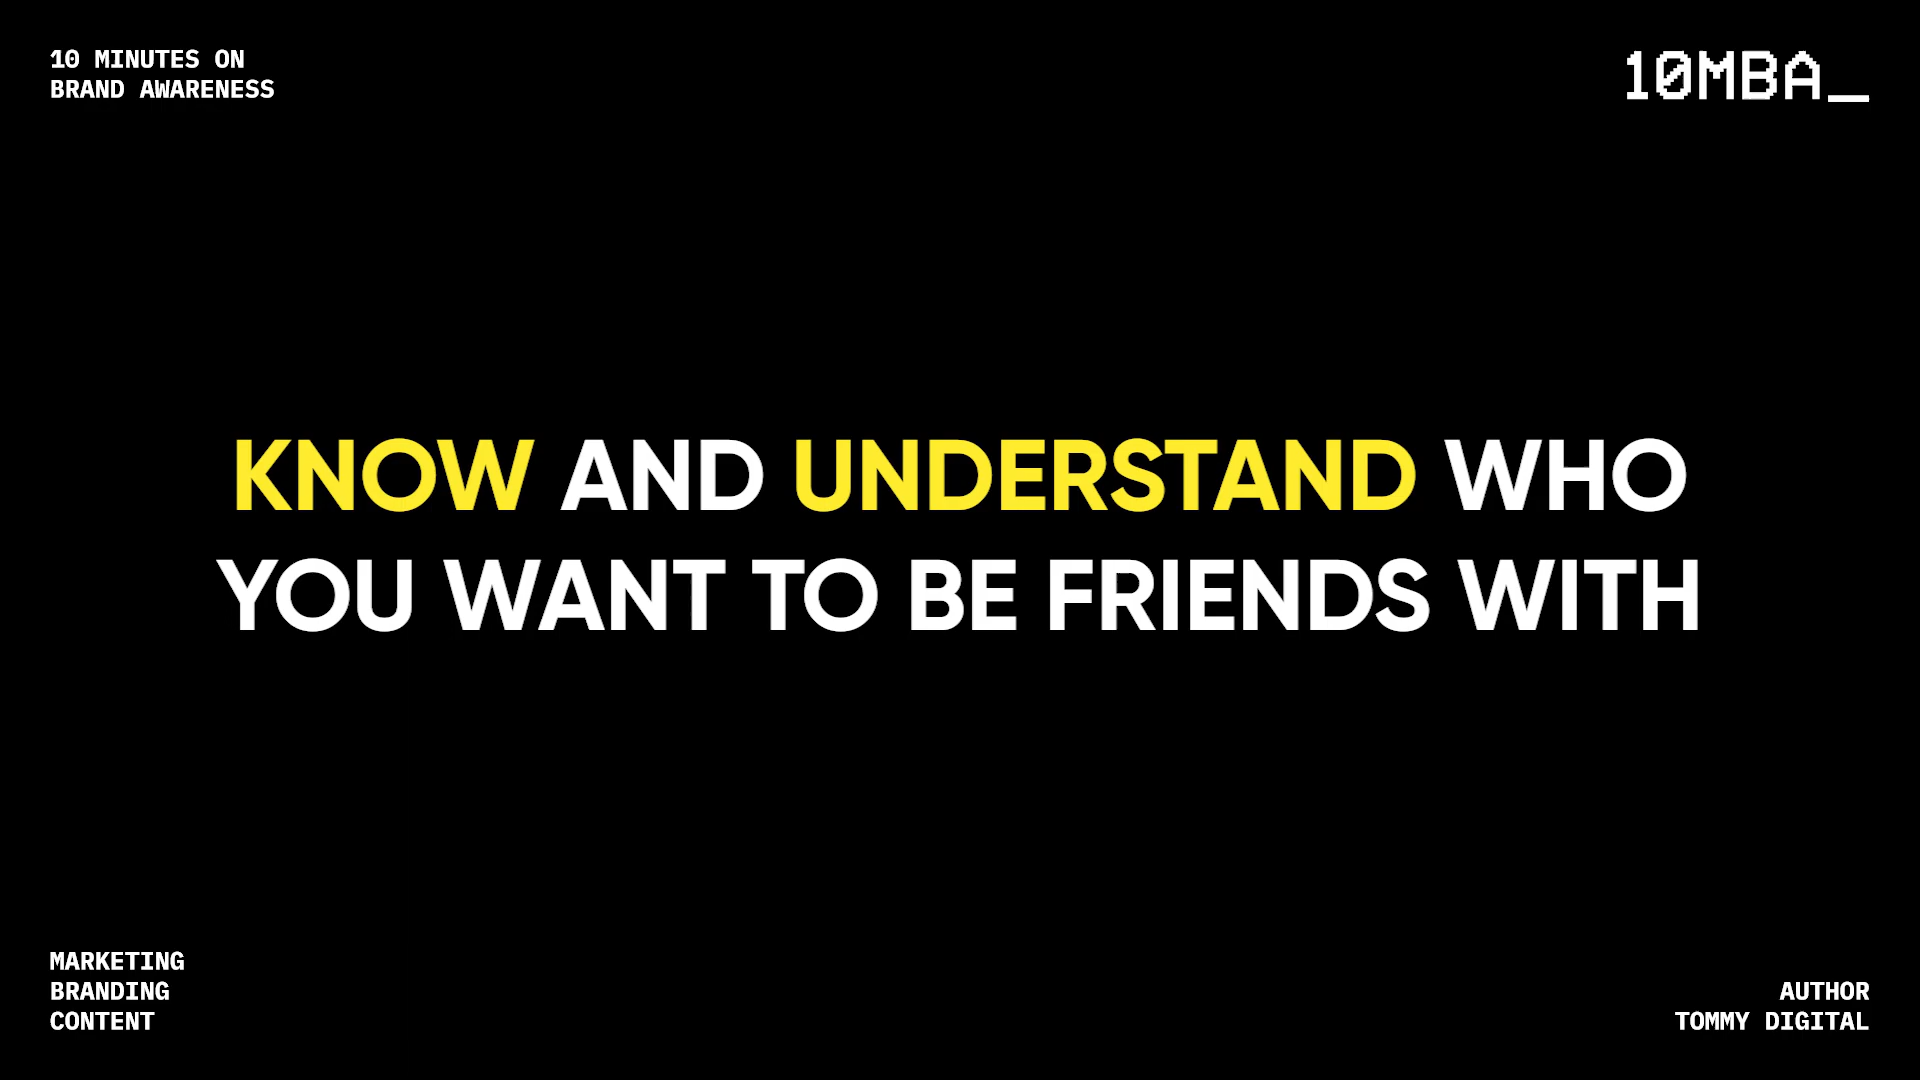 10 MINUTES ON
BRAND AWARENESS
10MBA_
KNOW AND UNDERSTAND WHO
YOU WANT TO BE FRIENDS WITH
MARKETING
BRANDING
CONTENT
AUTHOR
TOMMY DIGITAL